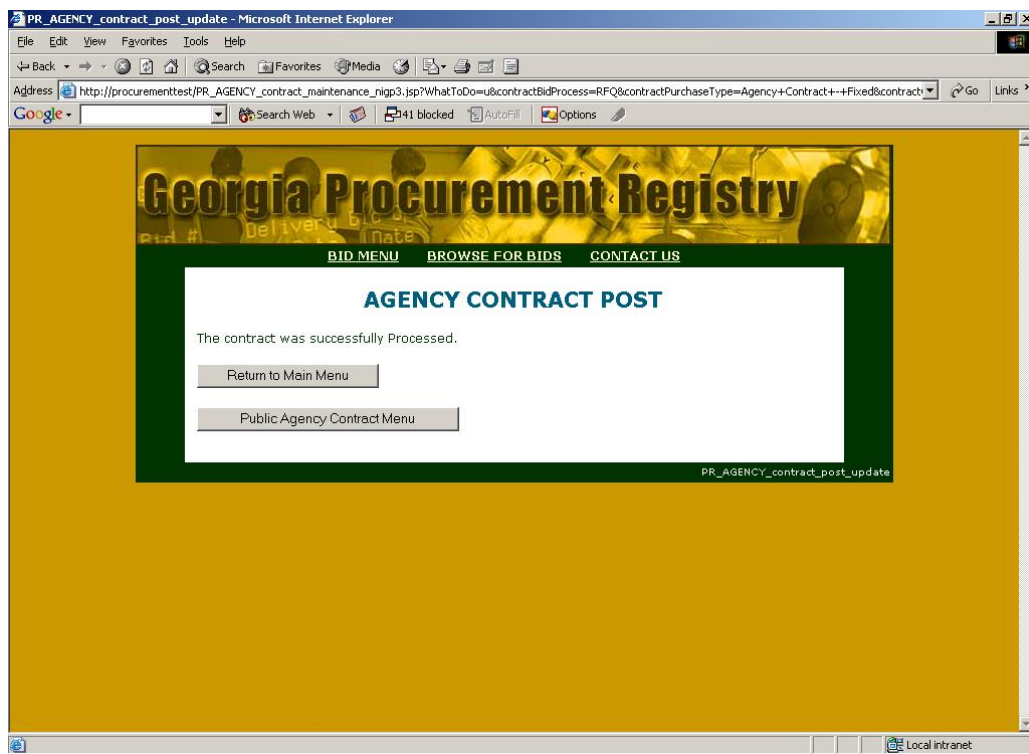 PR_AGENCY_contract_post_update - Microsoft Internet Explorer
File Edit View Favorites Tools Help
Back Search Favorites Media
Address http://procurementtest/PR_AGENCY_contract_maintenance_nigp3.jsp?WhatToDo=u&contractBidProcess=RFQ&contractPurchaseType=Agency+Contract+-+Fixed&contract Go Links »
Google Search Web 41 blocked AutoFill Options
Georgia Procurement Registry
Bid # Delivery Date
BID MENU BROWSE FOR BIDS CONTACT US
AGENCY CONTRACT POST
The contract was successfully Processed.
Return to Main Menu
Public Agency Contract Menu
PR_AGENCY_contract_post_update
Local intranet